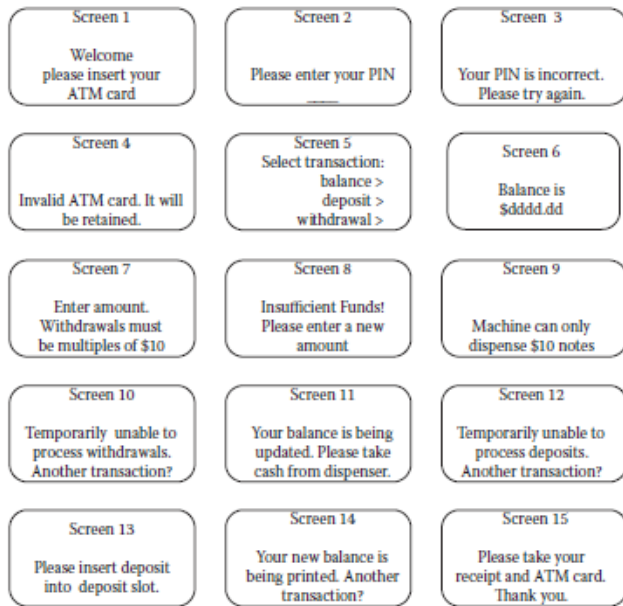 Screen 1
Welcome
please insert your
ATM card
Screen 2
Please enter your PIN
____
Screen 3
Your PIN is incorrect.
Please try again.
Screen 4
Invalid ATM card. It will
be retained.
Screen 5
Select transaction:
balance >
deposit >
withdrawal >
Screen 6
Balance is
$dddd.dd
Screen 7
Enter amount.
Withdrawals must
be multiples of $10
Screen 8
Insufficient Funds!
Please enter a new
amount
Screen 9
Machine can only
dispense $10 notes
Screen 10
Temporarily unable to
process withdrawals.
Another transaction?
Screen 11
Your balance is being
updated. Please take
cash from dispenser.
Screen 12
Temporarily unable to
process deposits.
Another transaction?
Screen 13
Please insert deposit
into deposit slot.
Screen 14
Your new balance is
being printed. Another
transaction?
Screen 15
Please take your
receipt and ATM card.
Thank you.